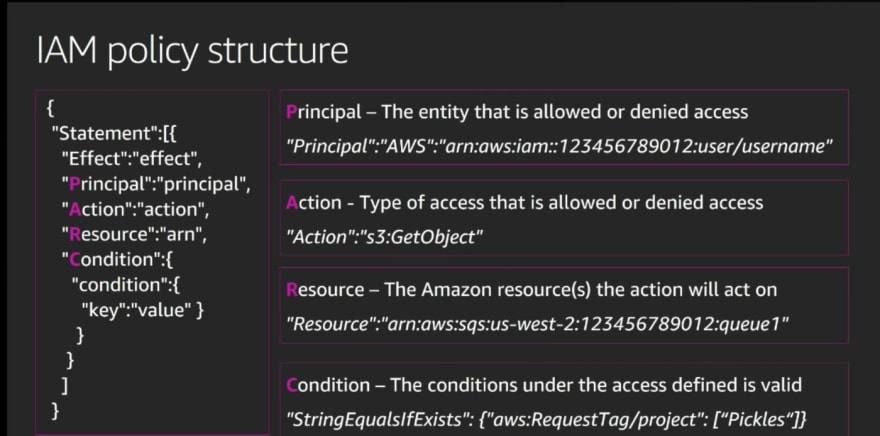 IAM policy structure
{
"Statement":[{
"Effect":"effect",
"Principal":"principal",
"Action":"action",
"Resource":"arn",
"Condition":{
"condition":{
"key":"value" }
}
}
]
}
Principal – The entity that is allowed or denied access
"Principal":"AWS":"arn:aws:iam::123456789012:user/username"
Action - Type of access that is allowed or denied access
"Action":"s3:GetObject"
Resource – The Amazon resource(s) the action will act on
"Resource":"arn:aws:sqs:us-west-2:123456789012:queue1"
Condition – The conditions under the access defined is valid
"StringEqualsIfExists": {"aws:RequestTag/project": [“Pickles“]}